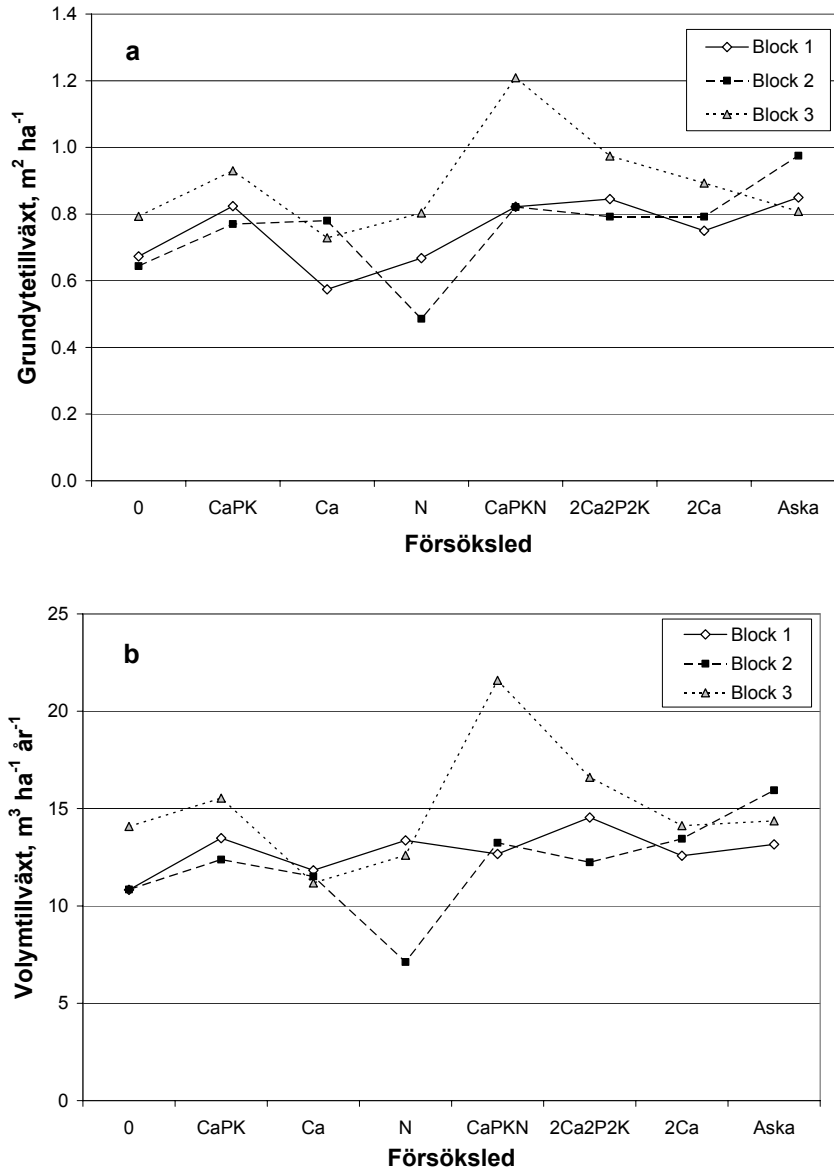 a
Block 1
Block 2
Block 3
Grundytetillväxt, m² ha⁻¹
1.4
1.2
1.0
0.8
0.6
0.4
0.2
0.0
0 CaPK Ca N CaPKN 2Ca2P2K 2Ca Aska
Försöksled
b
Block 1
Block 2
Block 3
Volymtillväxt, m³ ha⁻¹ år⁻¹
25
20
15
10
5
0
0 CaPK Ca N CaPKN 2Ca2P2K 2Ca Aska
Försöksled